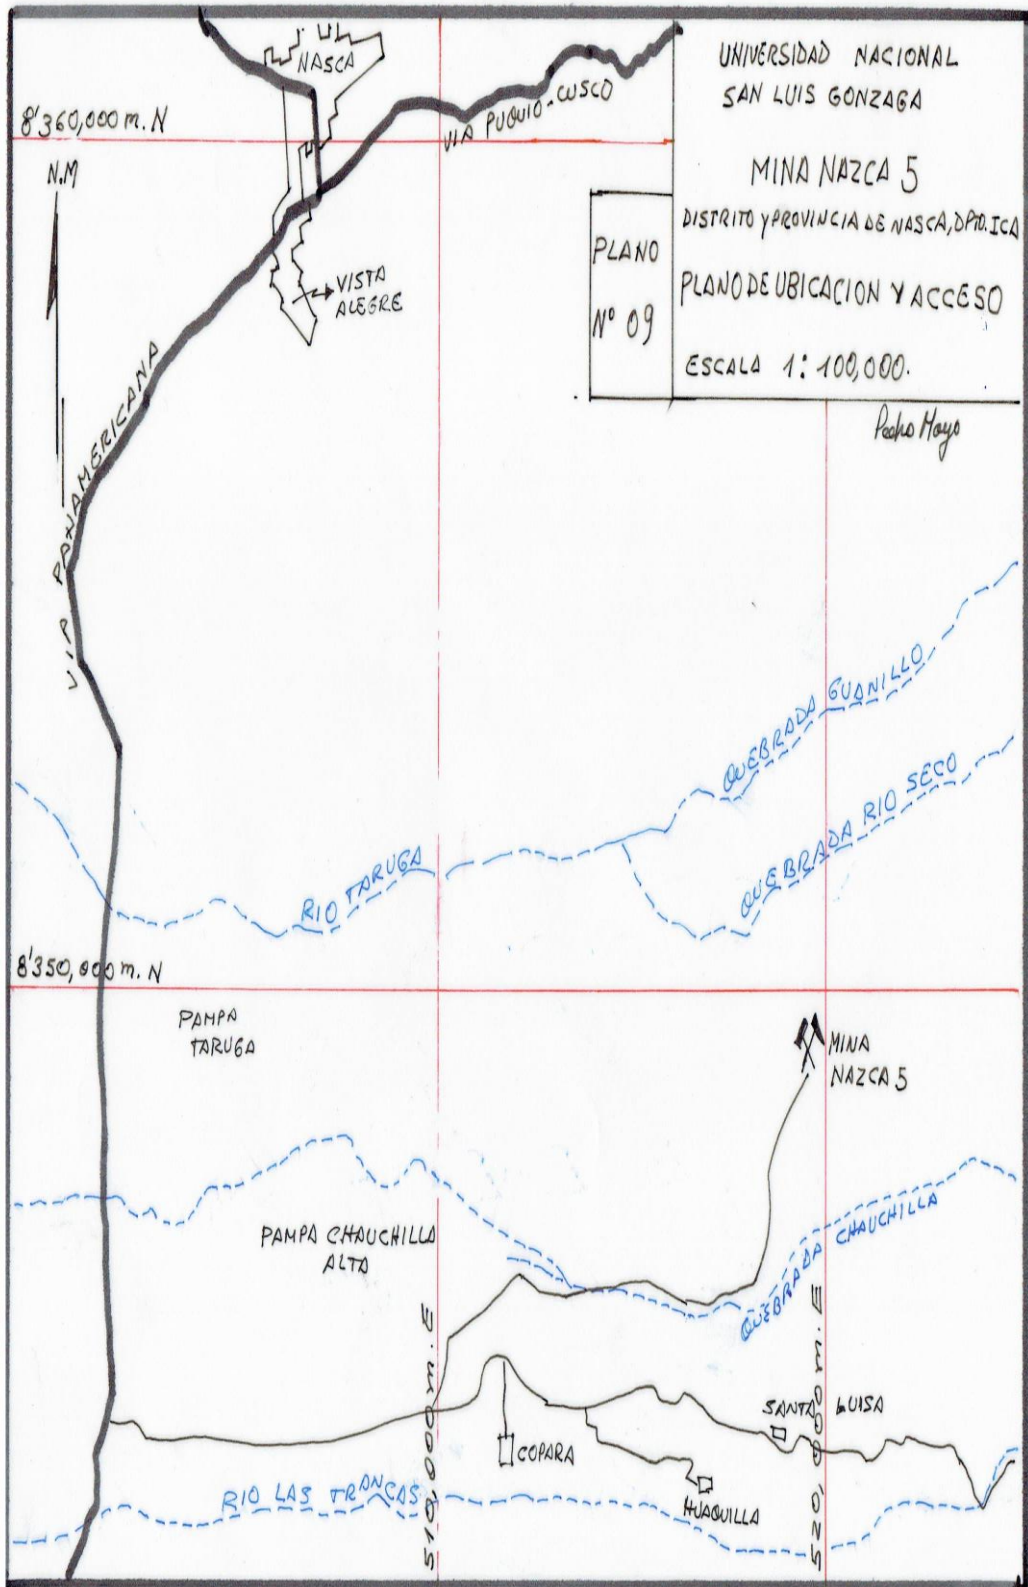 NASCA
8'360,000 m. N
VIA PUQUIO-CUSCO
UNIVERSIDAD NACIONAL
SAN LUIS GONZAGA
MINA NAZCA 5
DISTRITO y PROVINCIA DE NASCA, DPTO. ICA
PLANO DE UBICACION Y ACCESO
ESCALA 1:100,000.
PLANO
Nº 09
Pedro Mayo
N.M
VISTA
ALEGRE
VIA PANAMERICANA
QUEBRADA GUANILLO
QUEBRADA RIO SECO
RIO TARUGA
8'350,000 m. N
PAMPA
TARUGA
MINA
NAZCA 5
PAMPA CHAUCHILLA
ALTA
QUEBRADA CHAUCHILLA
510,000 m. E
520,000 m. E
SANTA LUISA
COPARA
HUAQUILLA
RIO LAS TRANCAS